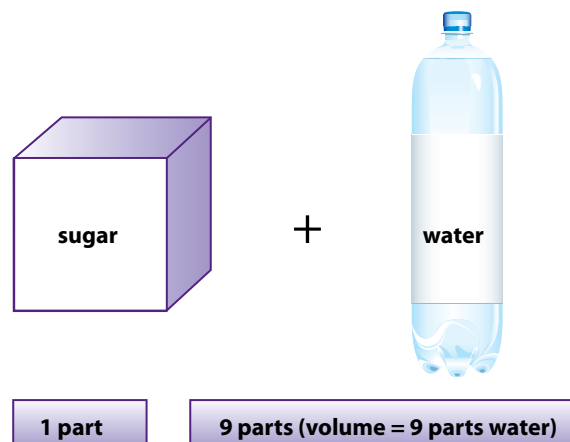 sugar
+
water
1 part
9 parts (volume = 9 parts water)